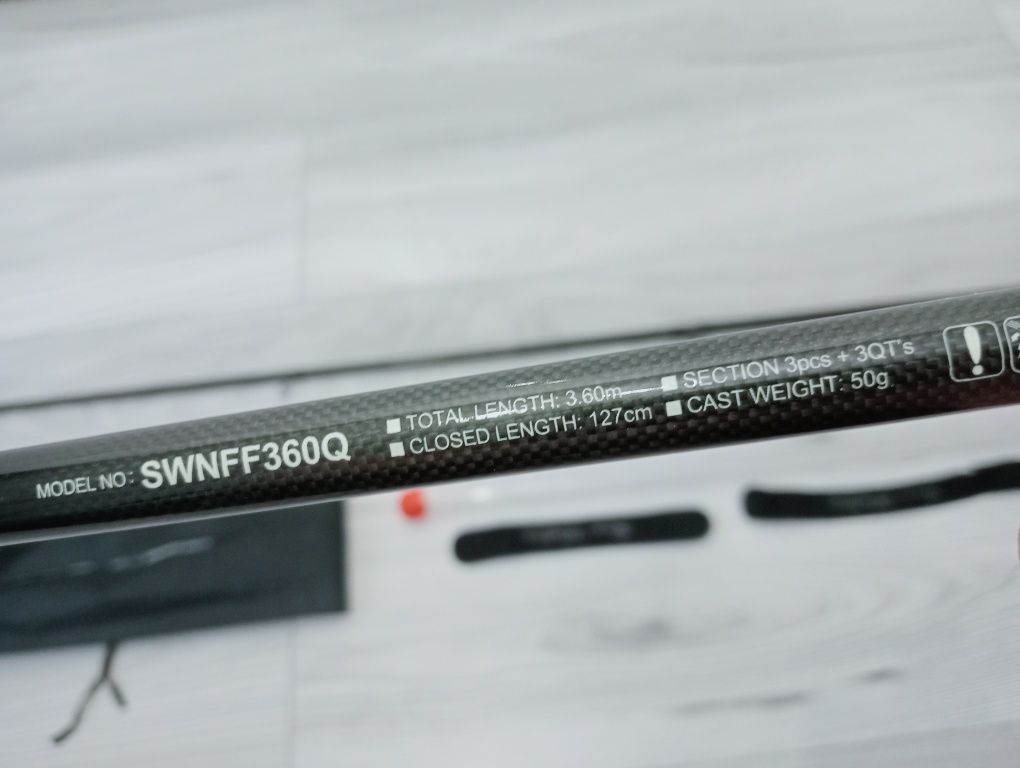 MODEL NO: SWNFF360Q
■ TOTAL LENGTH: 3.60m
■ CLOSED LENGTH: 127cm
■ SECTION 3pcs + 3QT's
■ CAST WEIGHT: 50g